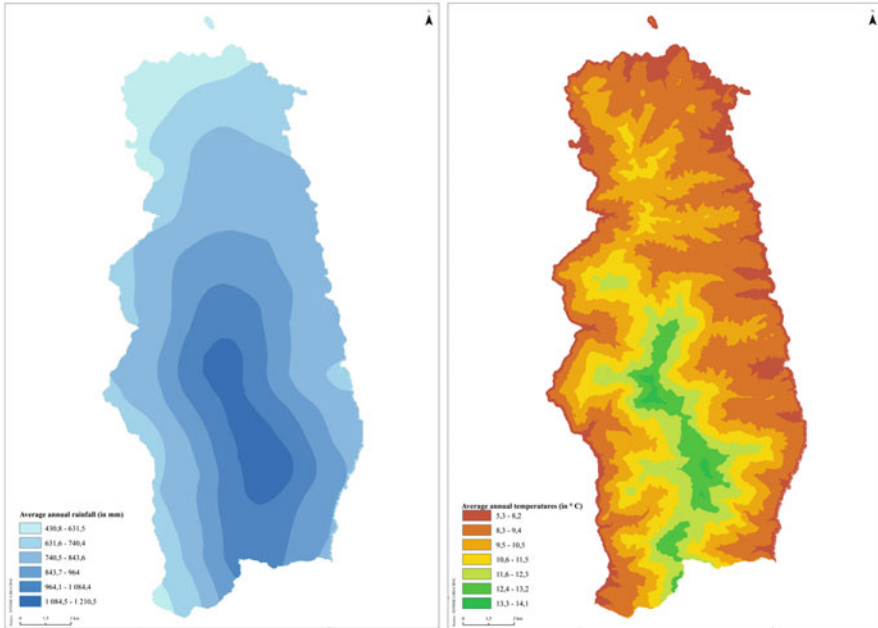 Average annual rainfall (in mm)
430,8 - 631,5
631,6 - 740,4
740,5 - 843,6
843,7 - 964
964,1 - 1 084,4
1 084,5 - 1 210,5
Average annual temperatures (in ° C)
5,3 - 8,2
8,3 - 9,4
9,5 - 10,5
10,6 - 11,5
11,6 - 12,3
12,4 - 13,2
13,3 - 14,1